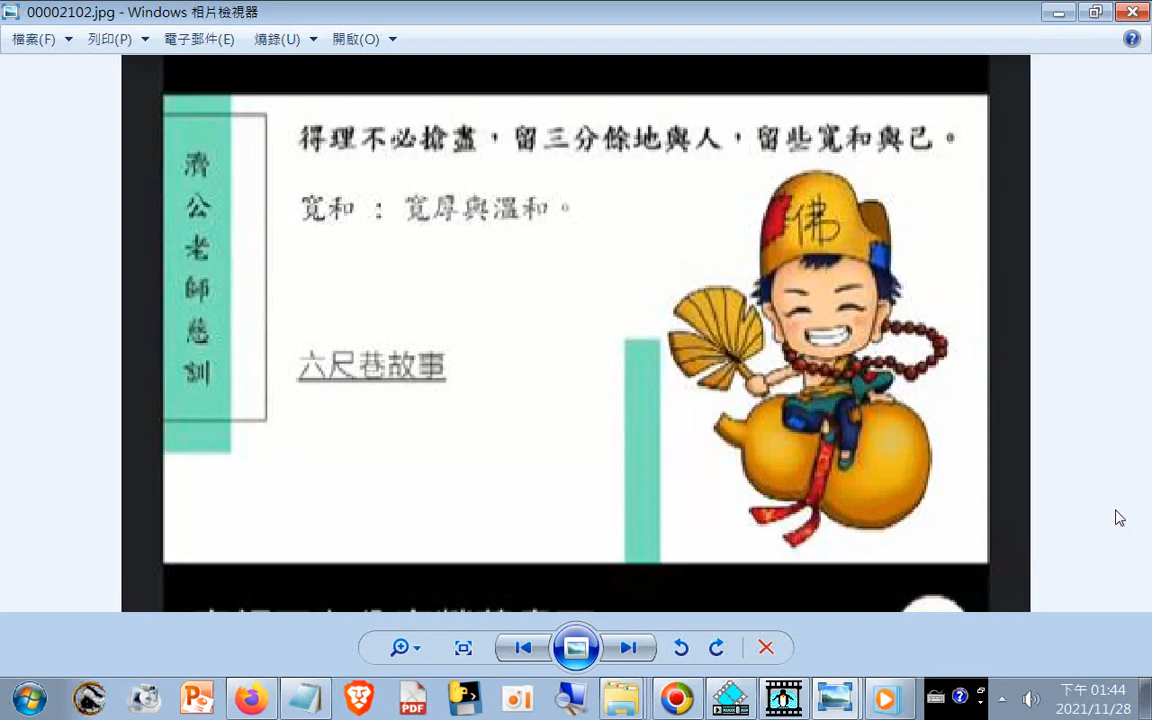 00002102.jpg - Windows 相片檢視器
檔案(F) 列印(P) 電子郵件(E) 燒錄(U) 開啟(O)
得理不必搶盡，留三分餘地與人，留些寬和與己。
寬和 ： 寬厚與溫和。
濟公老師慈訓
六尺巷故事
佛
PDF
下午 01:44
2021/11/28